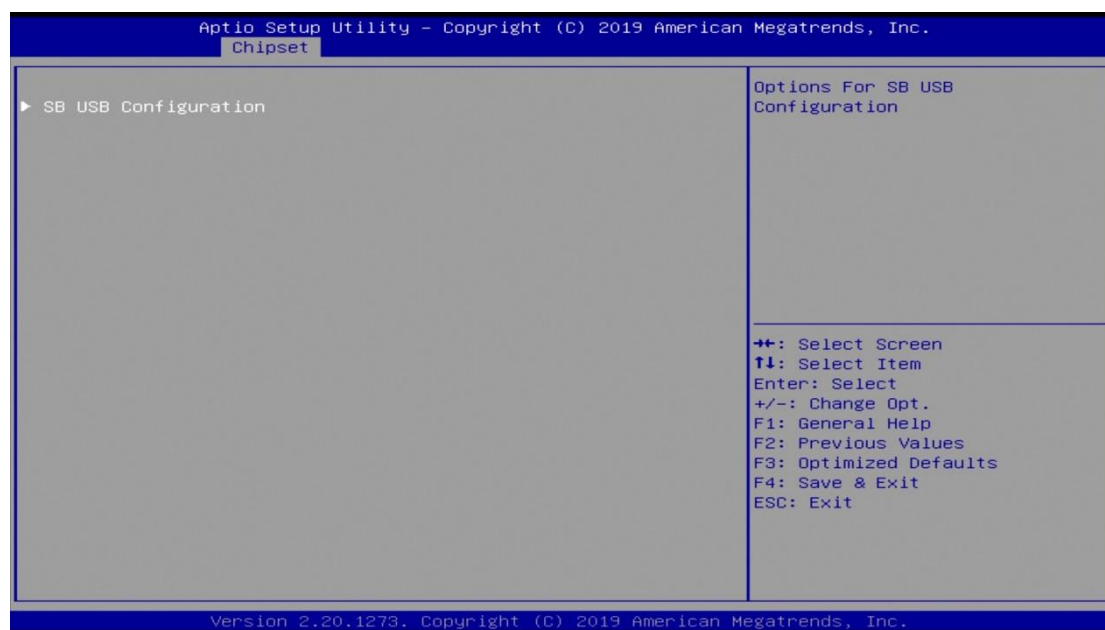 Aptio Setup Utility – Copyright (C) 2019 American Megatrends, Inc.
Chipset
▶ SB USB Configuration
Options For SB USB
Configuration
→←: Select Screen
↑↓: Select Item
Enter: Select
+/-: Change Opt.
F1: General Help
F2: Previous Values
F3: Optimized Defaults
F4: Save & Exit
ESC: Exit
Version 2.20.1273. Copyright (C) 2019 American Megatrends, Inc.